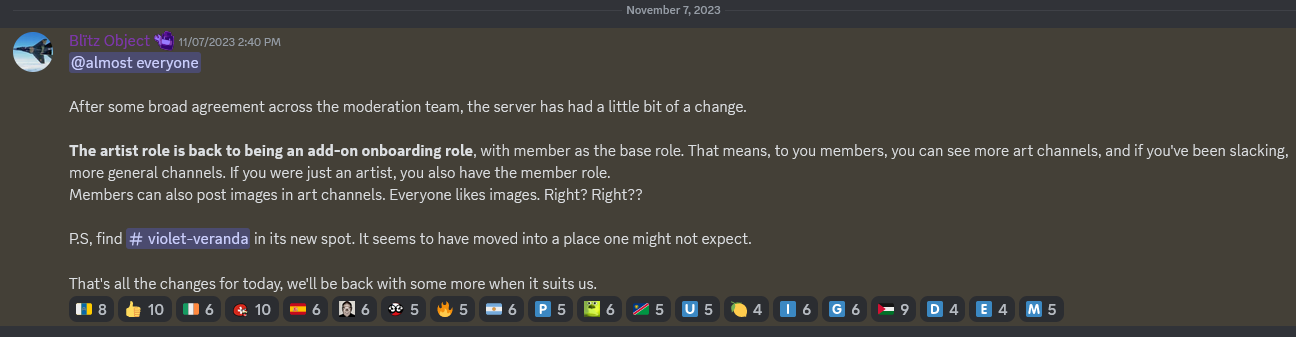 November 7, 2023
Blītz Object 11/07/2023 2:40 PM
@almost everyone
After some broad agreement across the moderation team, the server has had a little bit of a change.
The artist role is back to being an add-on onboarding role, with member as the base role. That means, to you members, you can see more art channels, and if you've been slacking,
more general channels. If you were just an artist, you also have the member role.
Members can also post images in art channels. Everyone likes images. Right? Right??
P.S, find # violet-veranda in its new spot. It seems to have moved into a place one might not expect.
That's all the changes for today, we'll be back with some more when it suits us.
8 10 6 10 6 6 5 5 6 P 5 6 5 U 5 4 I 6 G 6 9 D 4 E 4 M 5